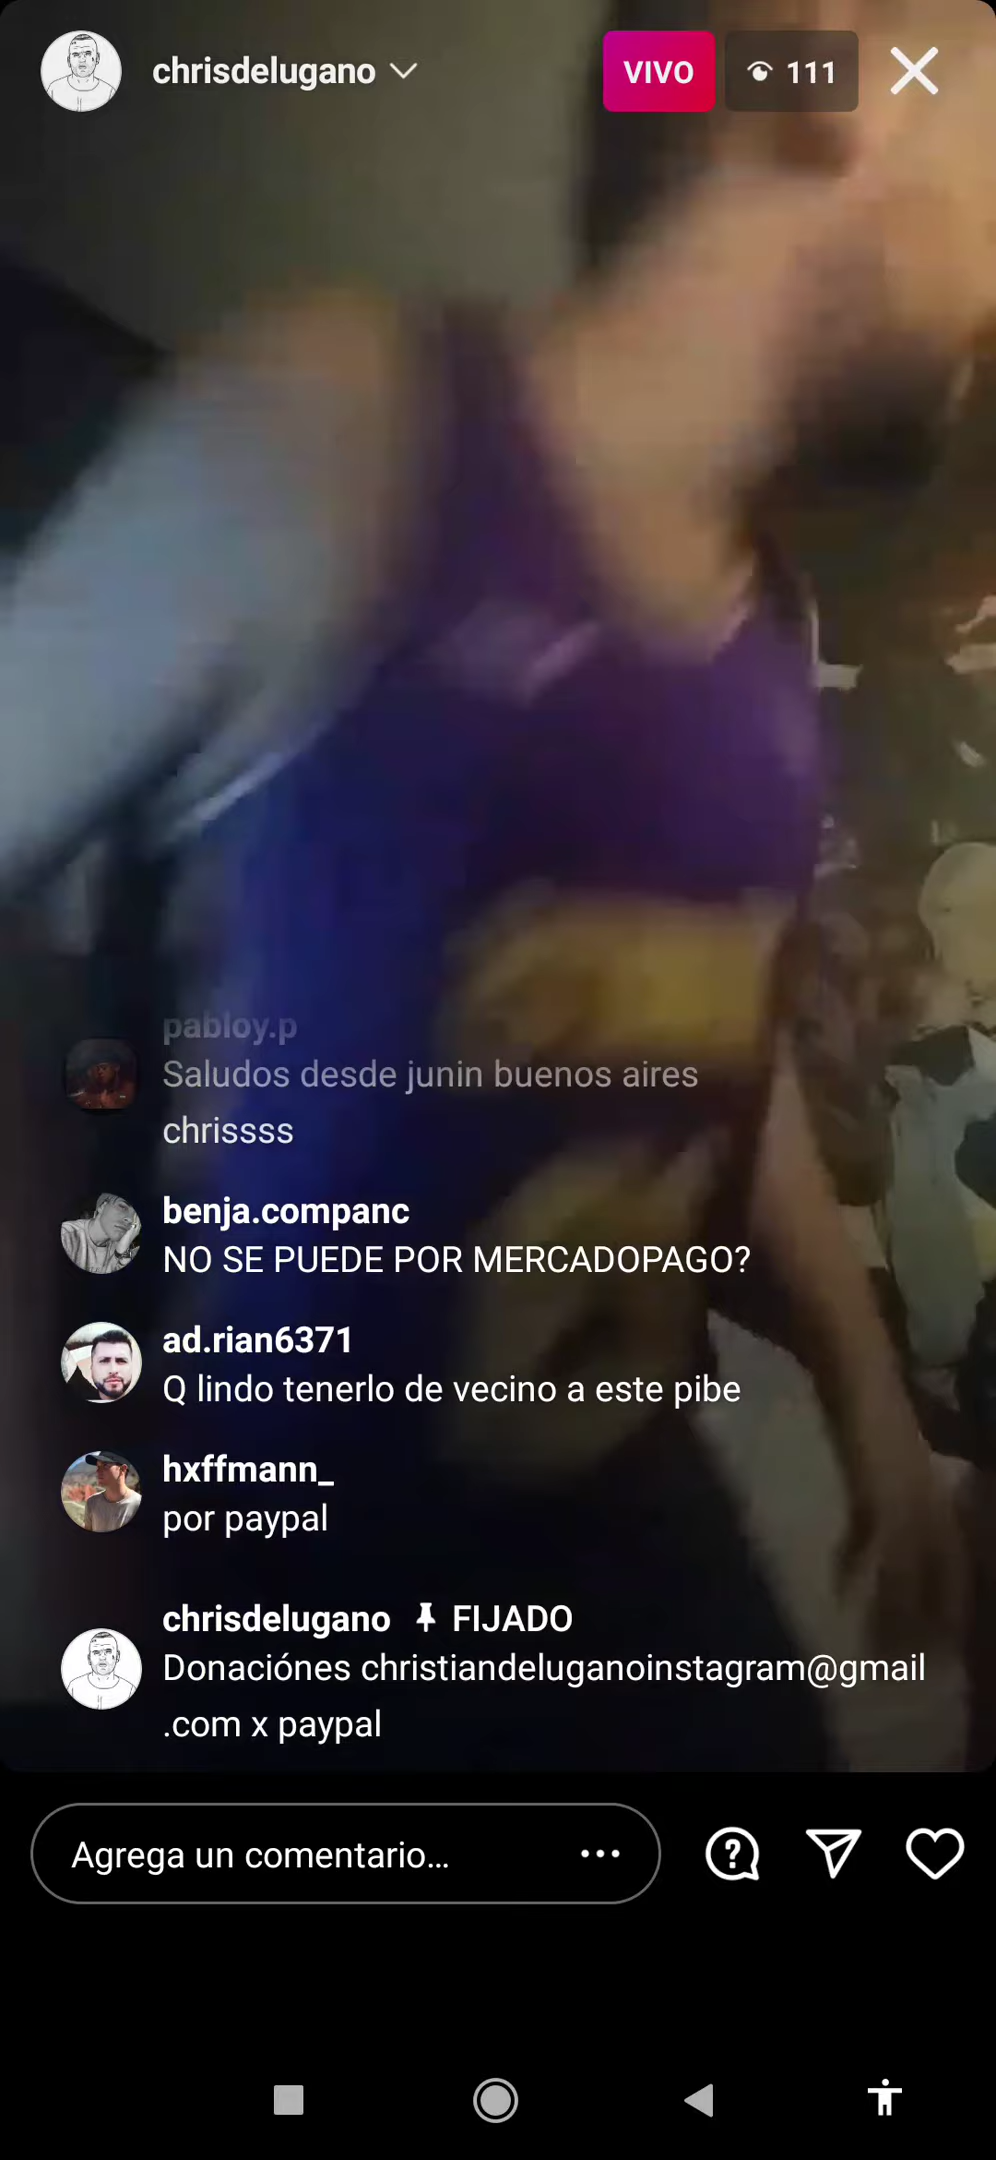 chrisdelugano
VIVO
111
pabloy.p
Saludos desde junin buenos aires
chrissss
benja.companc
NO SE PUEDE POR MERCADOPAGO?
ad.rian6371
Q lindo tenerlo de vecino a este pibe
hxffmann_
por paypal
chrisdelugano FIJADO
Donaciónes christiandeluganoinstagram@gmail
.com x paypal
Agrega un comentario...